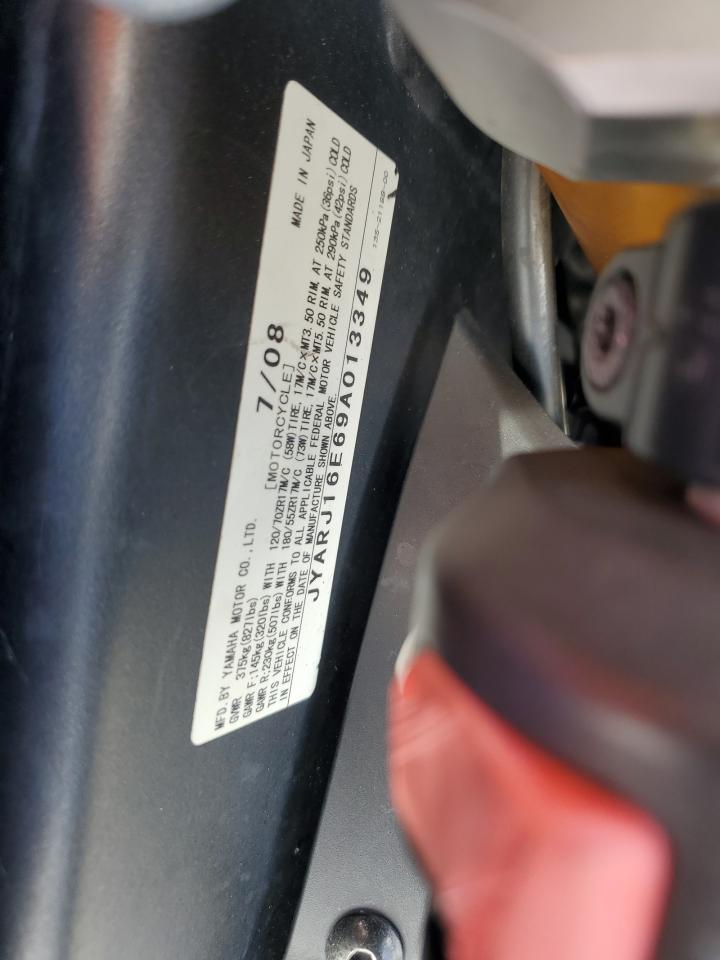 MFD. BY YAMAHA MOTOR CO., LTD. 7/08 MADE IN JAPAN
GVWR 375kg(827lbs) [MOTORCYCLE]
GAWR F:145kg(320lbs) WITH 120/70ZR17M/C (58W)TIRE, 17M/C×MT3.50 RIM, AT 250kPa(36psi)COLD
GAWR R:230kg(507lbs) WITH 180/55ZR17M/C (73W)TIRE, 17M/C×MT5.50 RIM, AT 290kPa(42psi)COLD
THIS VEHICLE CONFORMS TO ALL APPLICABLE FEDERAL MOTOR VEHICLE SAFETY STANDARDS
IN EFFECT ON THE DATE OF MANUFACTURE SHOWN ABOVE.
JYARJ16E69A013349